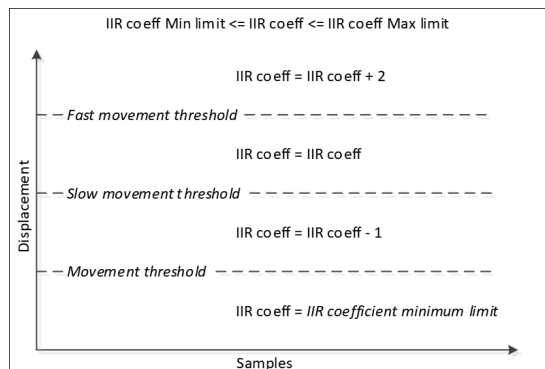 IIR coeff Min limit <= IIR coeff <= IIR coeff Max limit
IIR coeff = IIR coeff + 2
Fast movement threshold
IIR coeff = IIR coeff
Slow movement threshold
IIR coeff = IIR coeff - 1
Movement threshold
IIR coeff = IIR coefficient minimum limit
Displacement
Samples